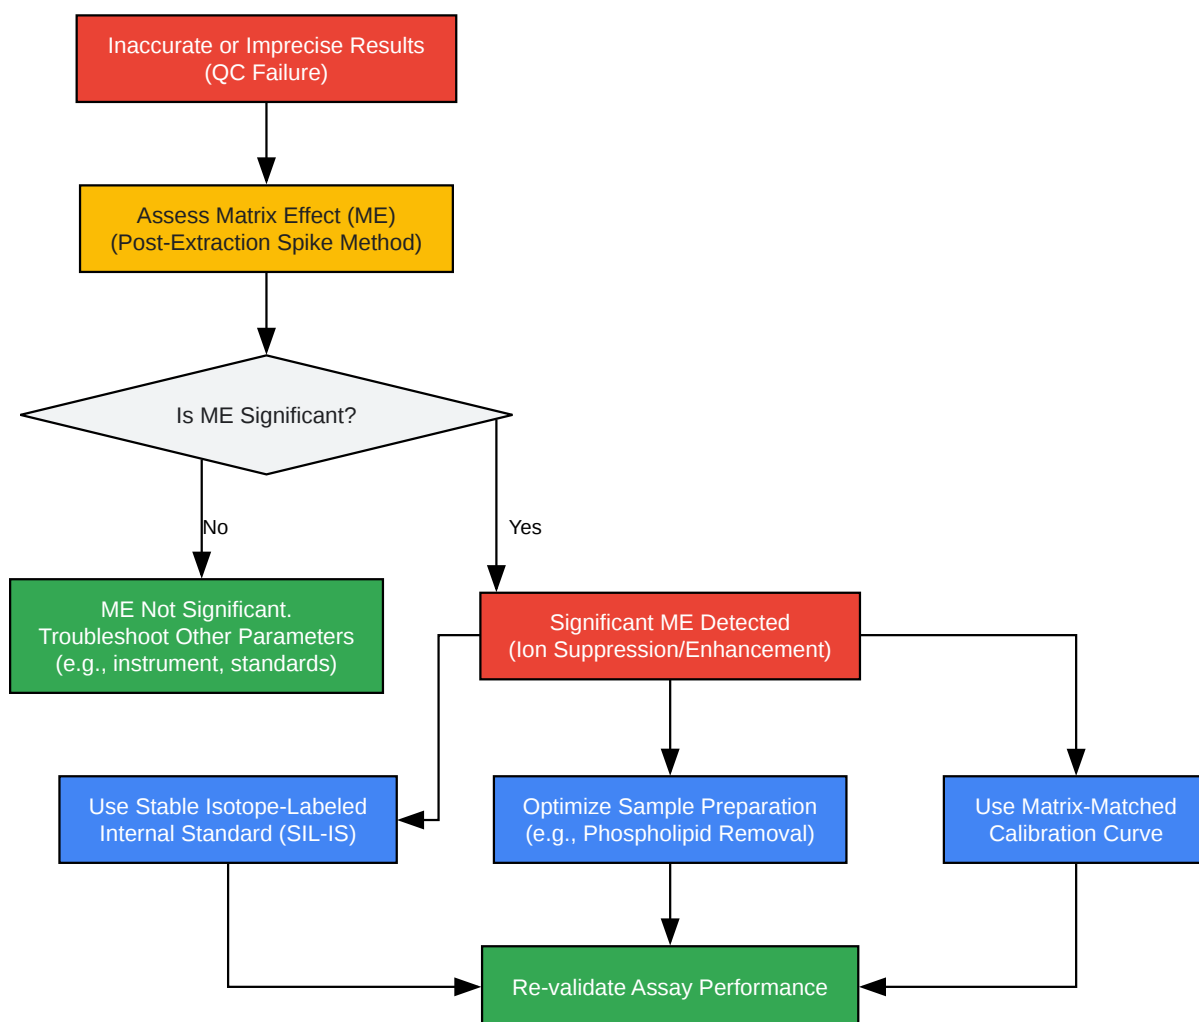 Inaccurate or Imprecise Results
(QC Failure)
Assess Matrix Effect (ME)
(Post-Extraction Spike Method)
Is ME Significant?
No
Yes
ME Not Significant.
Troubleshoot Other Parameters
(e.g., instrument, standards)
Significant ME Detected
(Ion Suppression/Enhancement)
Use Stable Isotope-Labeled
Internal Standard (SIL-IS)
Optimize Sample Preparation
(e.g., Phospholipid Removal)
Use Matrix-Matched
Calibration Curve
Re-validate Assay Performance